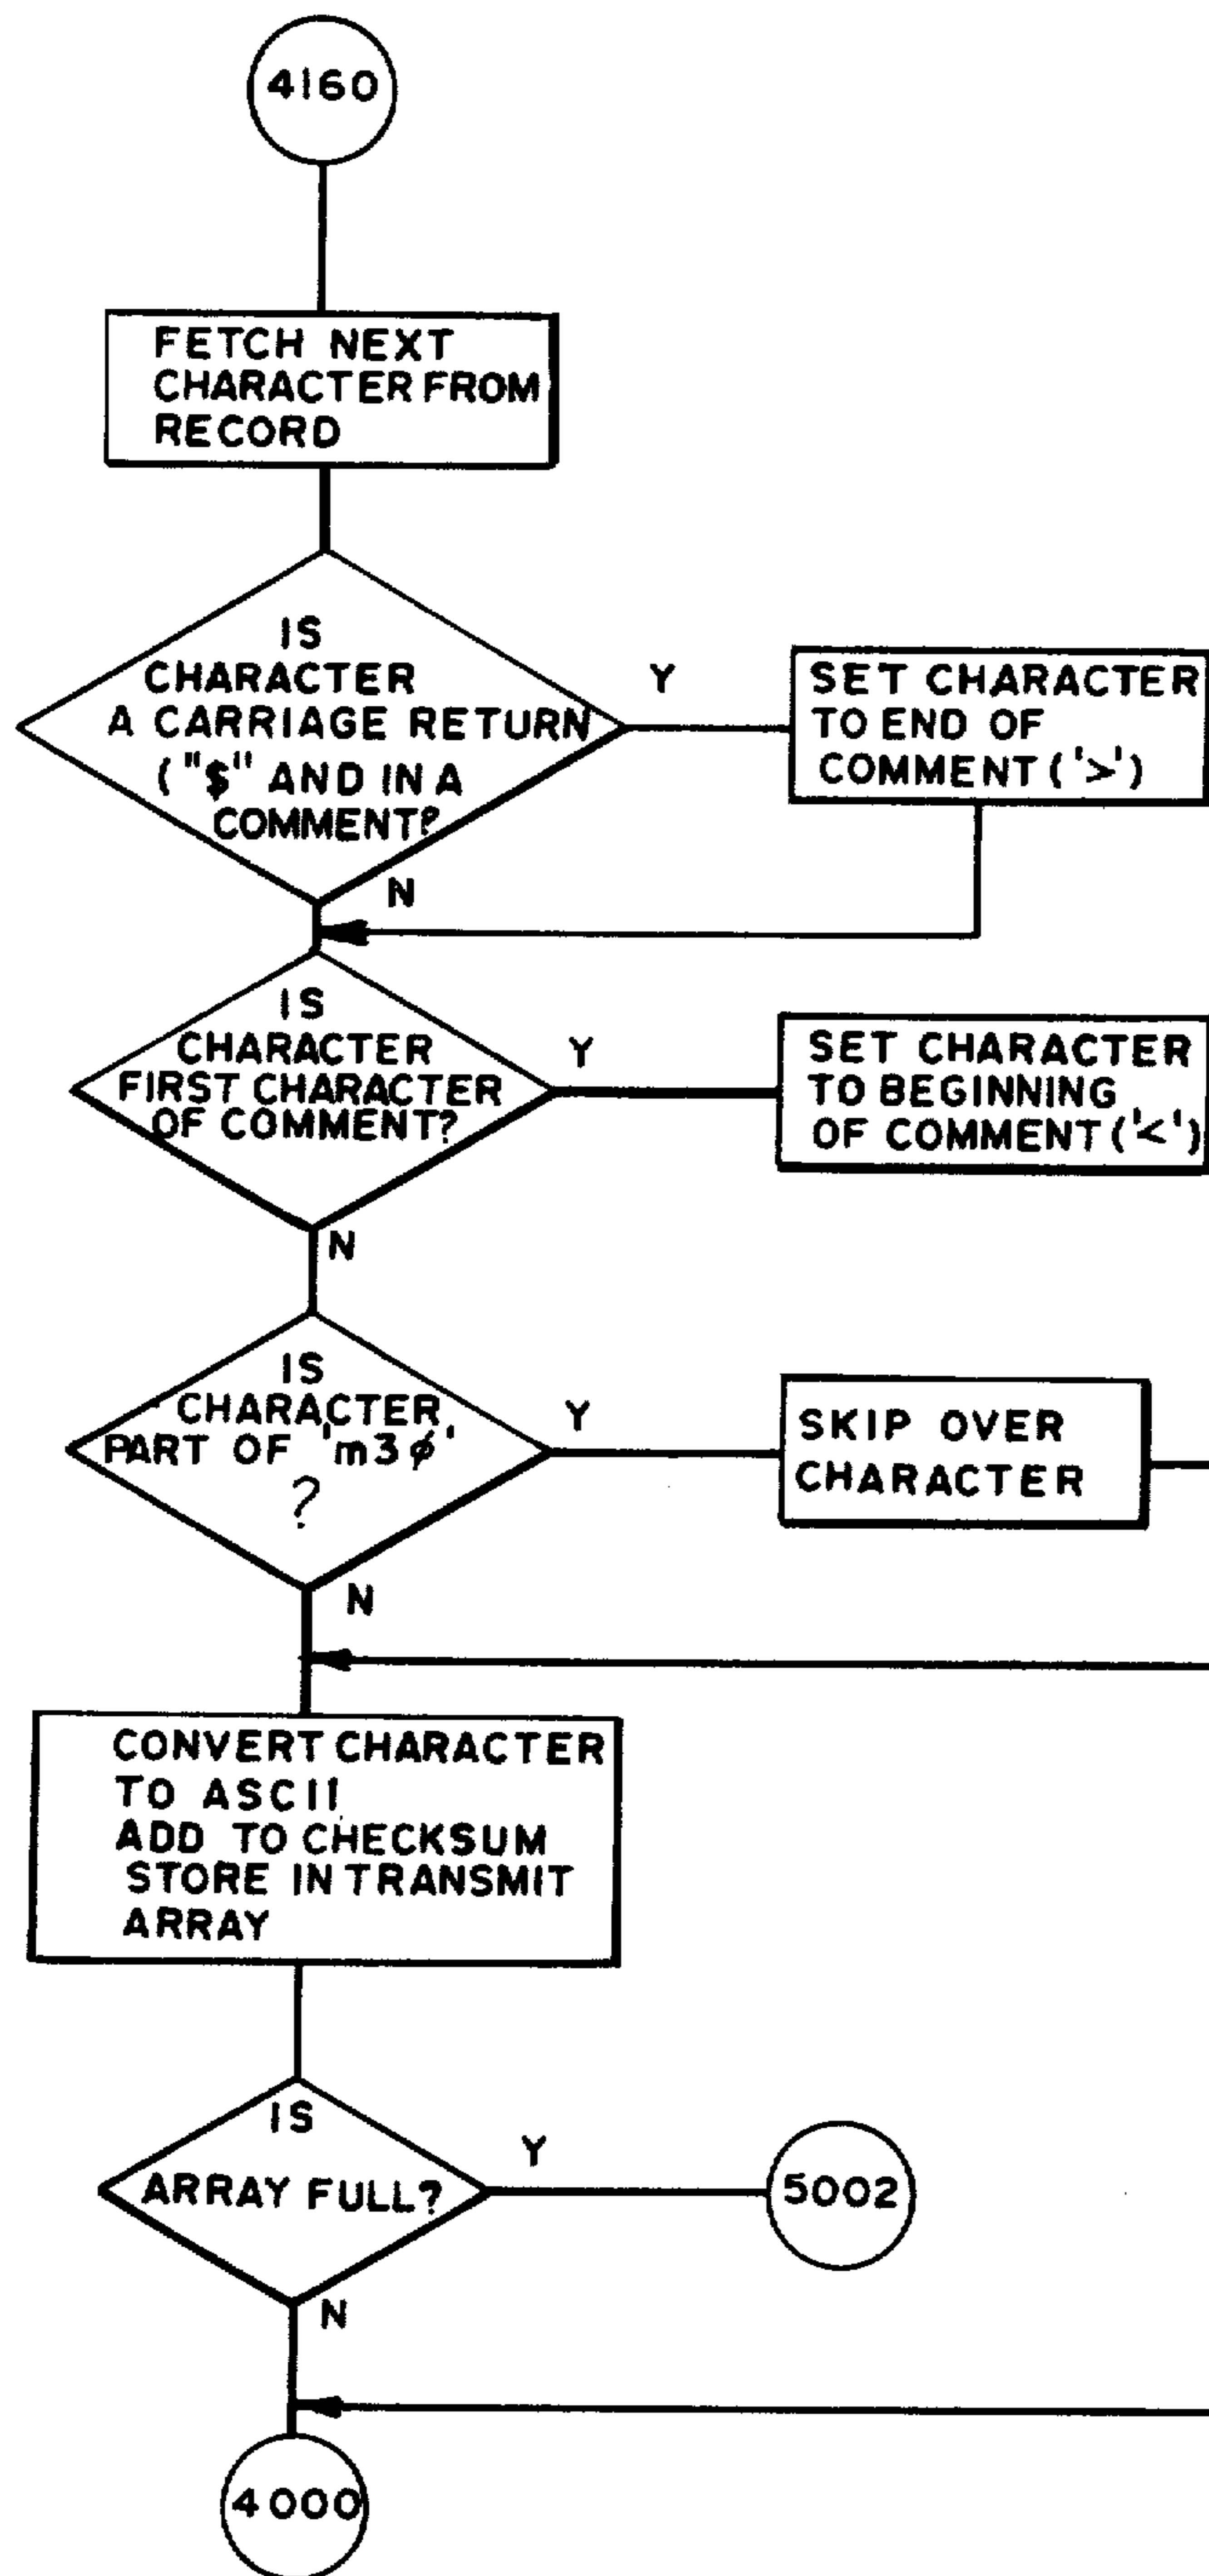 4160
FETCH NEXT
CHARACTER FROM
RECORD
IS
CHARACTER
A CARRIAGE RETURN
("$" AND IN A
COMMENT?
Y
SET CHARACTER
TO END OF
COMMENT ('>')
N
IS
CHARACTER
FIRST CHARACTER
OF COMMENT?
Y
SET CHARACTER
TO BEGINNING
OF COMMENT ('<')
N
IS
CHARACTER
PART OF 'm3ø'
?
Y
SKIP OVER
CHARACTER
N
CONVERT CHARACTER
TO ASCII
ADD TO CHECKSUM
STORE IN TRANSMIT
ARRAY
IS
ARRAY FULL?
Y
5002
N
4000